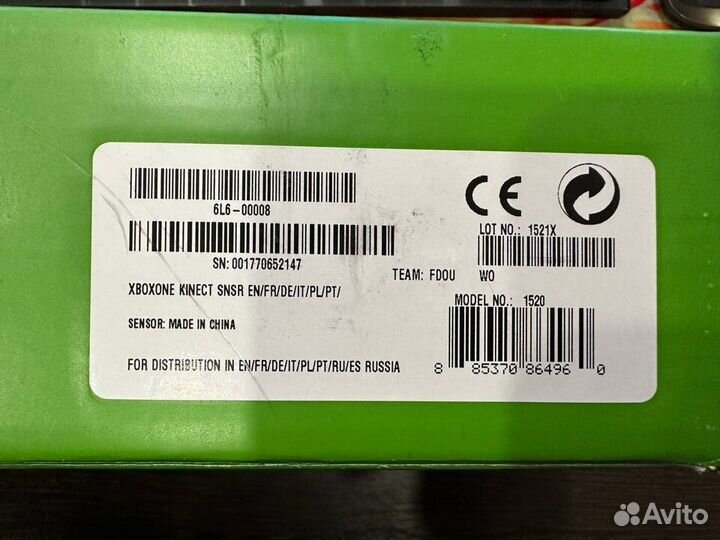 6L6-00008
SN: 001770652147
XBOXONE KINECT SNSR EN/FR/DE/IT/PL/PT/
SENSOR: MADE IN CHINA
FOR DISTRIBUTION IN EN/FR/DE/IT/PL/PT/RU/ES RUSSIA
CE
LOT NO.: 1521X
TEAM: FDOU WO
MODEL NO.: 1520
8 85370 86496 0
Avito